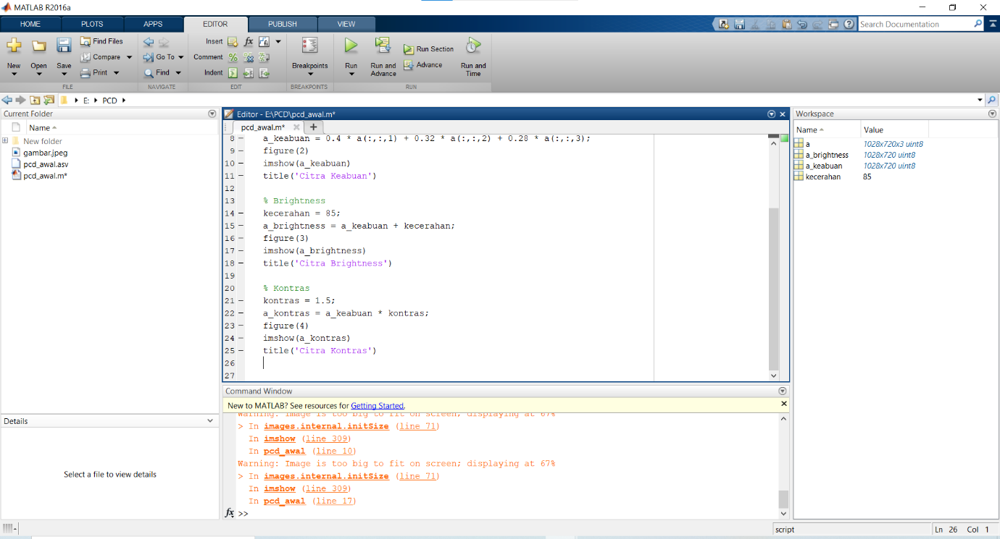 MATLAB R2016a
HOME PLOTS APPS EDITOR PUBLISH VIEW
Search Documentation
New
Open
Save
Find Files
Compare
Print
FILE
Go To
Find
NAVIGATE
Insert fx
Comment
Indent
EDIT
Breakpoints
BREAKPOINTS
Run
Run and Advance
Run Section
Advance
Run and Time
RUN
E: PCD
Current Folder
Name
New folder
gambar.jpeg
pcd_awal.asv
pcd_awal.m*
Details
Select a file to view details
Editor - E:\PCD\pcd_awal.m*
pcd_awal.m*
8 - a_keabuan = 0.4 * a(:,:,1) + 0.32 * a(:,:,2) + 0.28 * a(:,:,3);
9 - figure(2)
10 - imshow(a_keabuan)
11 - title('Citra Keabuan')
12
13 % Brightness
14 - kecerahan = 85;
15 - a_brightness = a_keabuan + kecerahan;
16 - figure(3)
17 - imshow(a_brightness)
18 - title('Citra Brightness')
19
20 % Kontras
21 - kontras = 1.5;
22 - a_kontras = a_keabuan * kontras;
23 - figure(4)
24 - imshow(a_kontras)
25 - title('Citra Kontras')
26
27
Command Window
New to MATLAB? See resources for Getting Started.
Warning: Image is too big to fit on screen; displaying at 67%
> In images.internal.initSize (line 71)
In imshow (line 309)
In pcd_awal (line 10)
Warning: Image is too big to fit on screen; displaying at 67%
> In images.internal.initSize (line 71)
In imshow (line 309)
In pcd_awal (line 17)
fx >>
Workspace
Name Value
a 1028x720x3 uint8
a_brightness 1028x720 uint8
a_keabuan 1028x720 uint8
kecerahan 85
script
Ln 26 Col 1